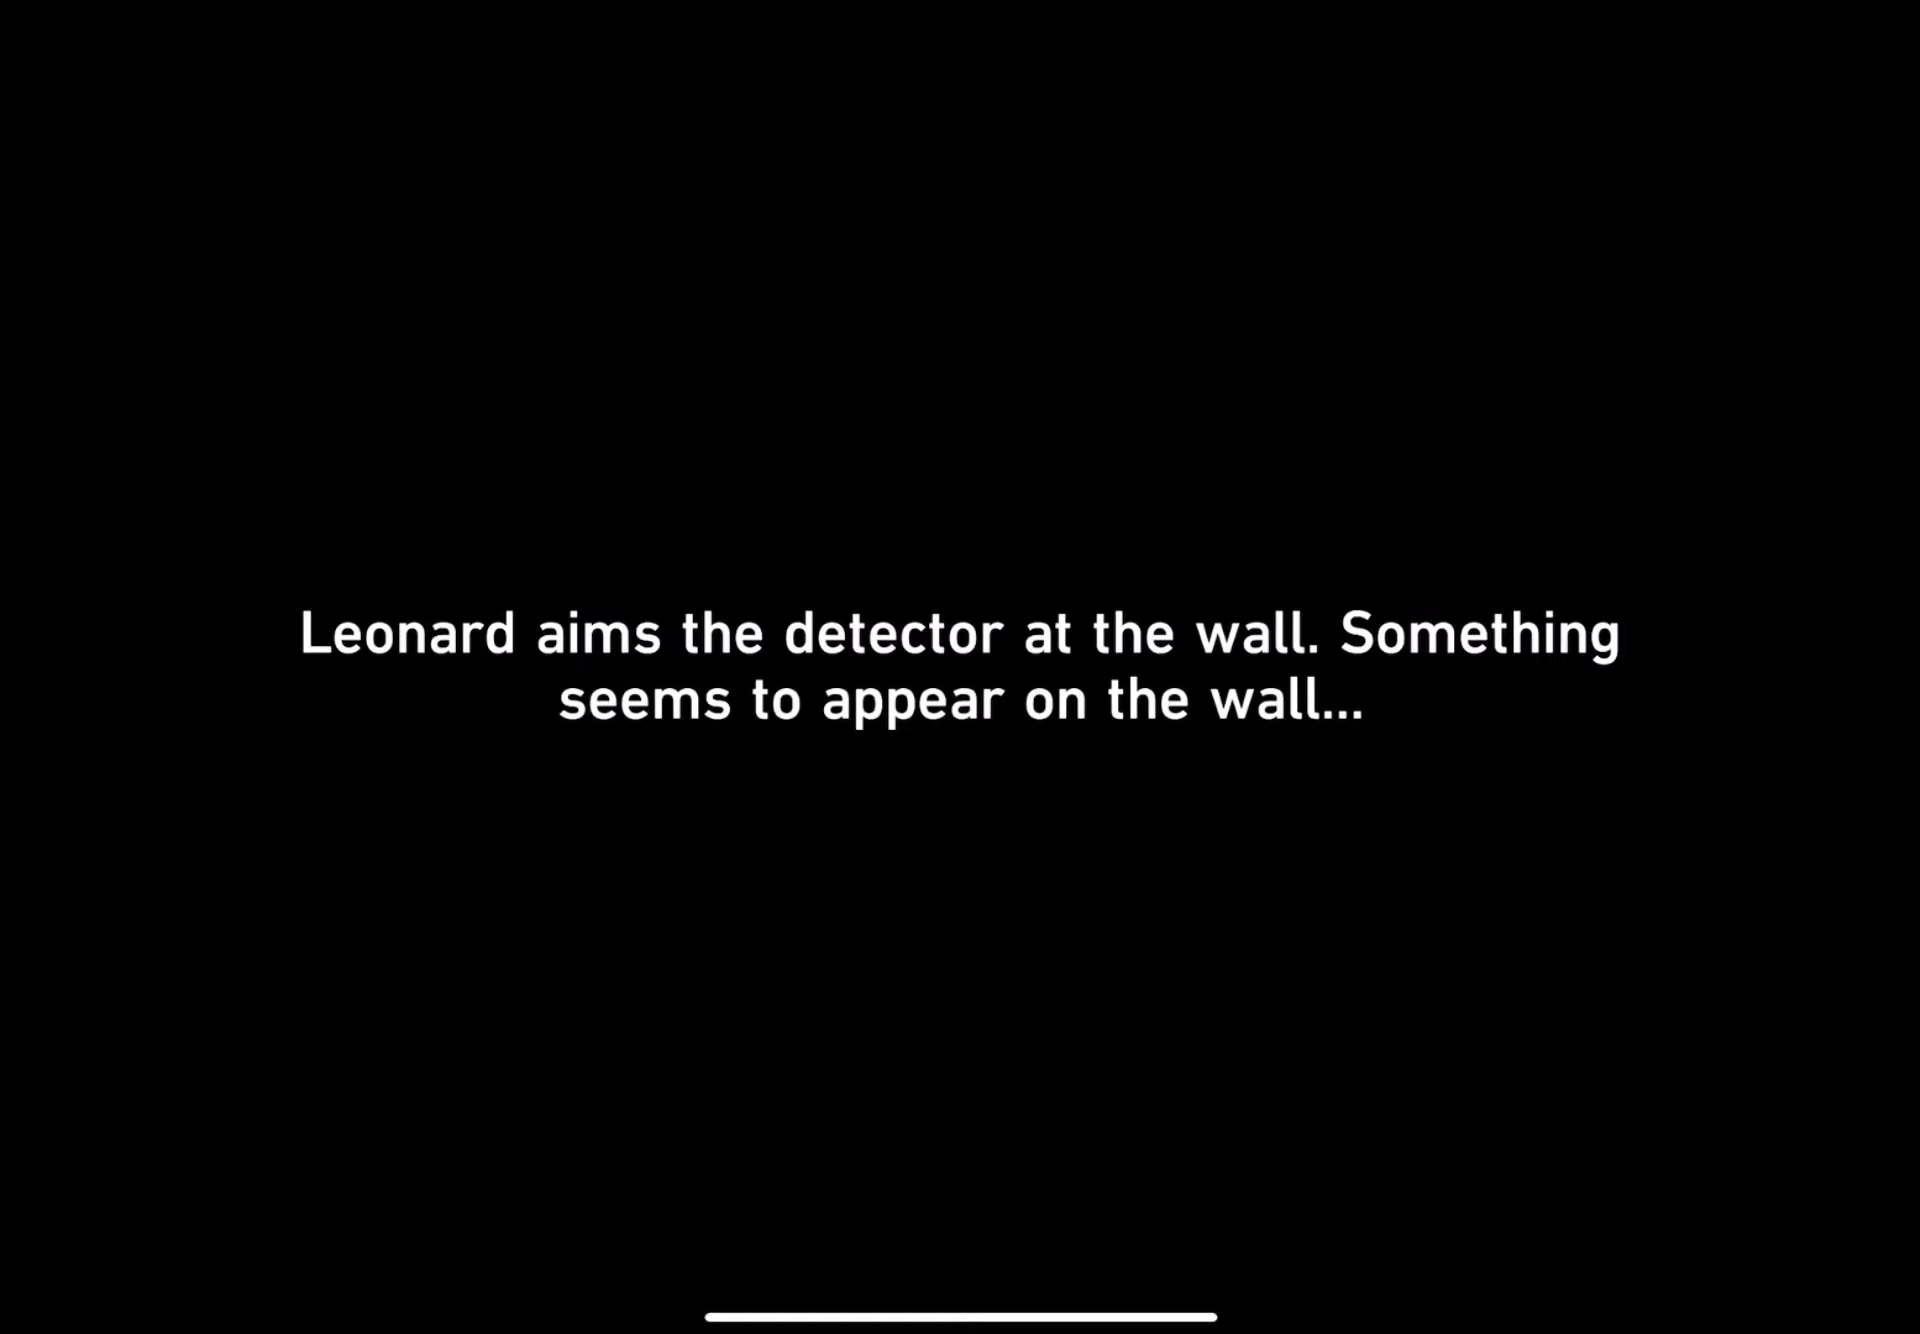 Leonard aims the detector at the wall. Something
seems to appear on the wall...